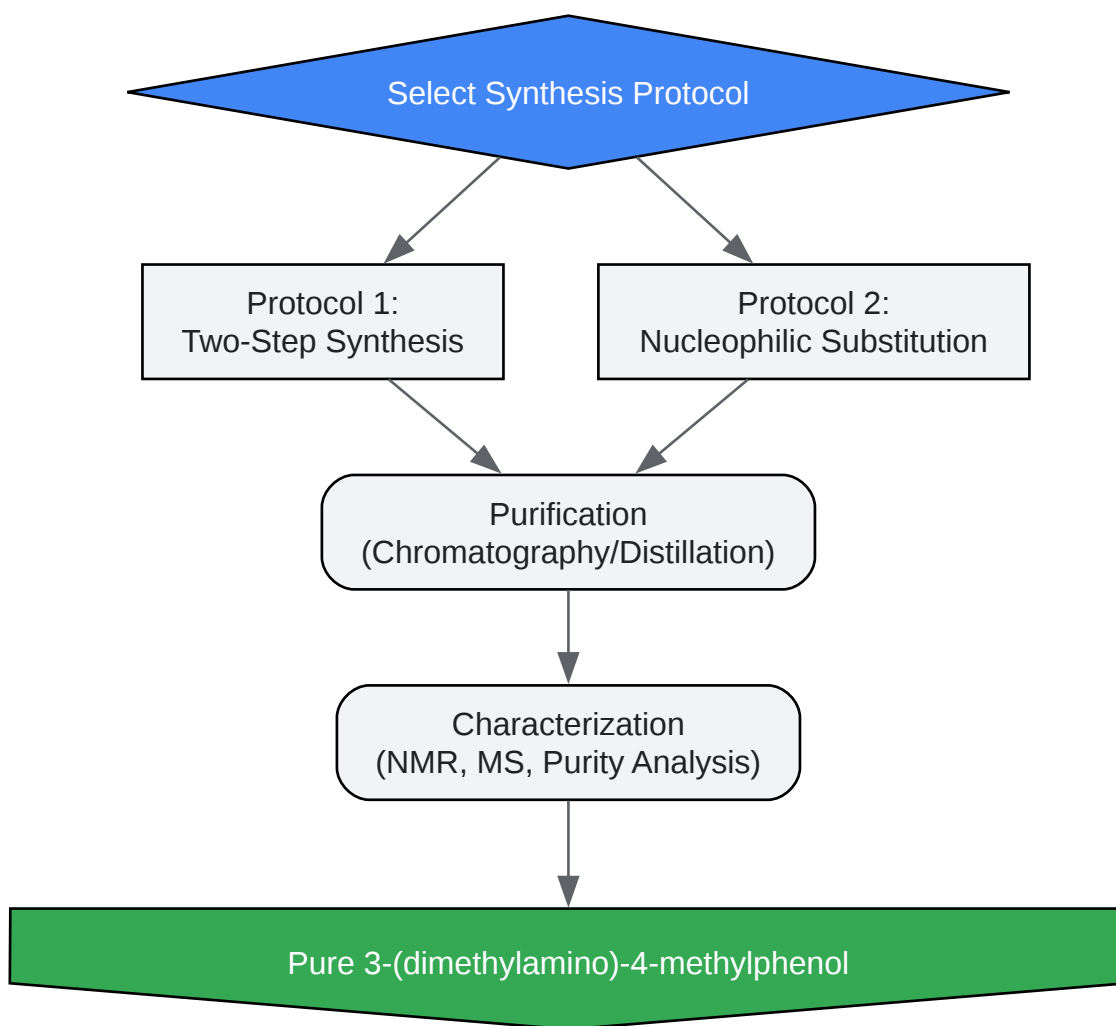 Select Synthesis Protocol
Protocol 1:
Two-Step Synthesis
Protocol 2:
Nucleophilic Substitution
Purification
(Chromatography/Distillation)
Characterization
(NMR, MS, Purity Analysis)
Pure 3-(dimethylamino)-4-methylphenol